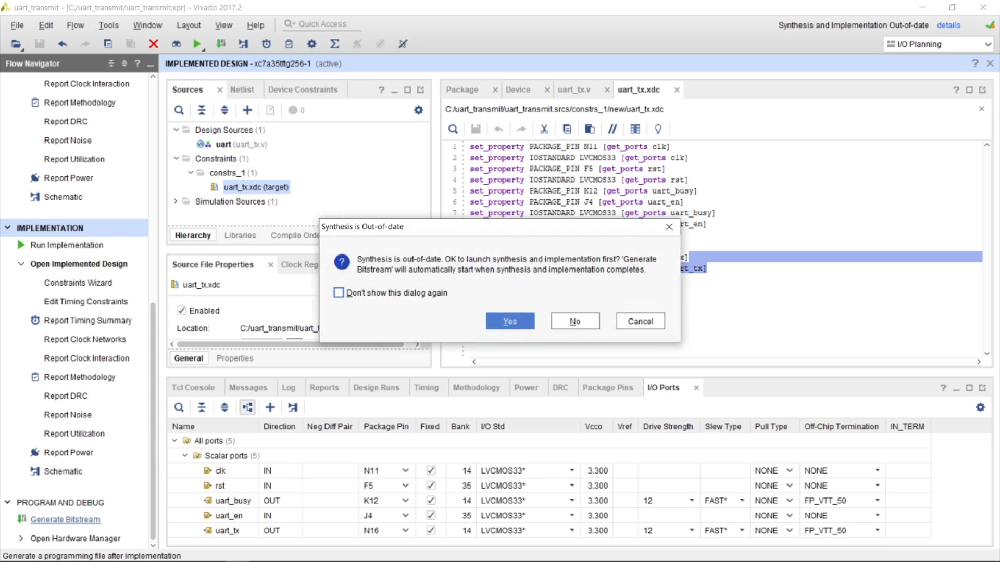 uart_transmit - [C:/uart_transmit/uart_transmit.xpr] - Vivado 2017.2
File Edit Flow Tools Window Layout View Help Quick Access
Synthesis and Implementation Out-of-date details
I/O Planning
Flow Navigator
IMPLEMENTED DESIGN - xc7a35tftg256-1 (active)
Report Clock Interaction
Report Methodology
Report DRC
Report Noise
Report Utilization
Report Power
Schematic
IMPLEMENTATION
Run Implementation
Open Implemented Design
Constraints Wizard
Edit Timing Constraints
Report Timing Summary
Report Clock Networks
Report Clock Interaction
Report Methodology
Report DRC
Report Noise
Report Utilization
Report Power
Schematic
PROGRAM AND DEBUG
Generate Bitstream
Open Hardware Manager
Sources Netlist Device Constraints
0
Design Sources (1)
uart (uart_tx.v)
Constraints (1)
constrs_1 (1)
uart_tx.xdc (target)
Simulation Sources (1)
Hierarchy Libraries Compile Orde
Source File Properties Clock Reg
uart_tx.xdc
Enabled
Location: C:/uart_transmit/uart_t
General Properties
Package Device uart_tx.v uart_tx.xdc
C:/uart_transmit/uart_transmit.srcs/constrs_1/new/uart_tx.xdc
1 set_property PACKAGE_PIN N11 [get_ports clk]
2 set_property IOSTANDARD LVCMOS33 [get_ports clk]
3 set_property PACKAGE_PIN F5 [get_ports rst]
4 set_property IOSTANDARD LVCMOS33 [get_ports rst]
5 set_property PACKAGE_PIN K12 [get_ports uart_busy]
6 set_property PACKAGE_PIN J4 [get_ports uart_en]
7 set_property IOSTANDARD LVCMOS33 [get_ports uart_busy]
rt_en]
x]
rt_tx]
Synthesis is Out-of-date
Synthesis is out-of-date. OK to launch synthesis and implementation first? 'Generate
Bitstream' will automatically start when synthesis and implementation completes.
Don't show this dialog again
Yes No Cancel
Tcl Console Messages Log Reports Design Runs Timing Methodology Power DRC Package Pins I/O Ports
Name Direction Neg Diff Pair Package Pin Fixed Bank I/O Std Vcco Vref Drive Strength Slew Type Pull Type Off-Chip Termination IN_TERM
All ports (5)
Scalar ports (5)
clk IN N11 14 LVCMOS33* 3.300 NONE NONE
rst IN F5 35 LVCMOS33* 3.300 NONE NONE
uart_busy OUT K12 14 LVCMOS33* 3.300 12 FAST* NONE FP_VTT_50
uart_en IN J4 35 LVCMOS33* 3.300 NONE NONE
uart_tx OUT N16 14 LVCMOS33* 3.300 12 FAST* NONE FP_VTT_50
Generate a programming file after implementation